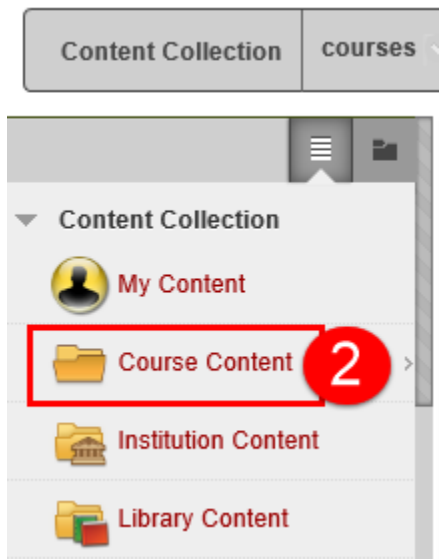 Content Collection courses
Content Collection
My Content
Course Content 2
Institution Content
Library Content